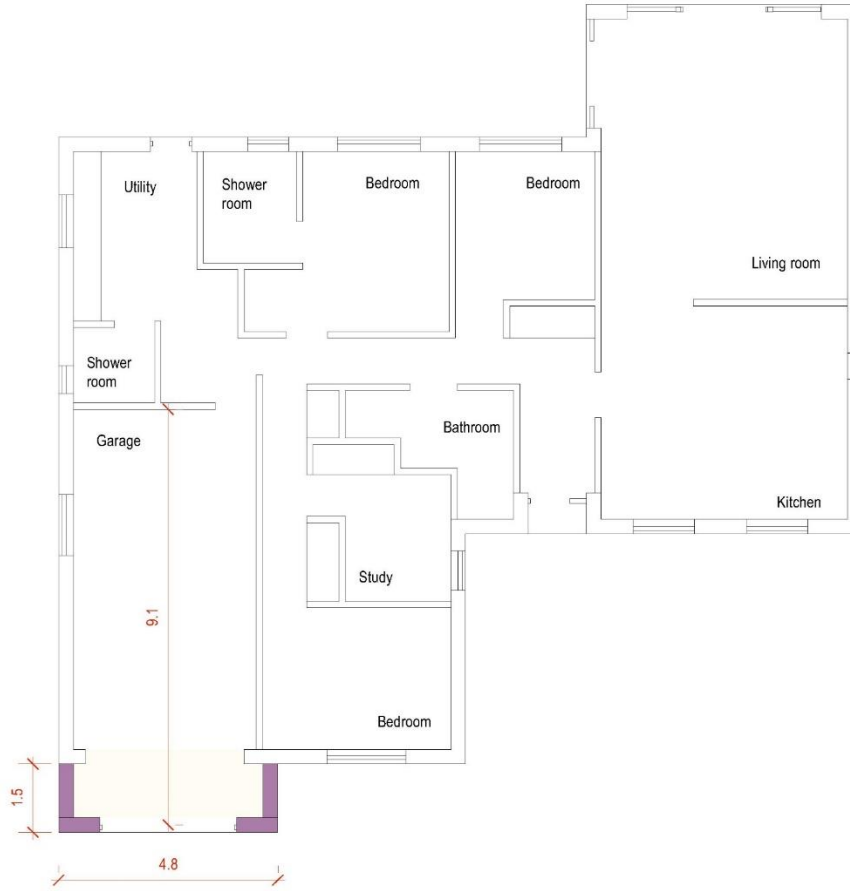 Utility
Shower
room
Bedroom
Bedroom
Living room
Shower
room
Garage
Bathroom
Kitchen
Study
9.1
Bedroom
1.5
4.8